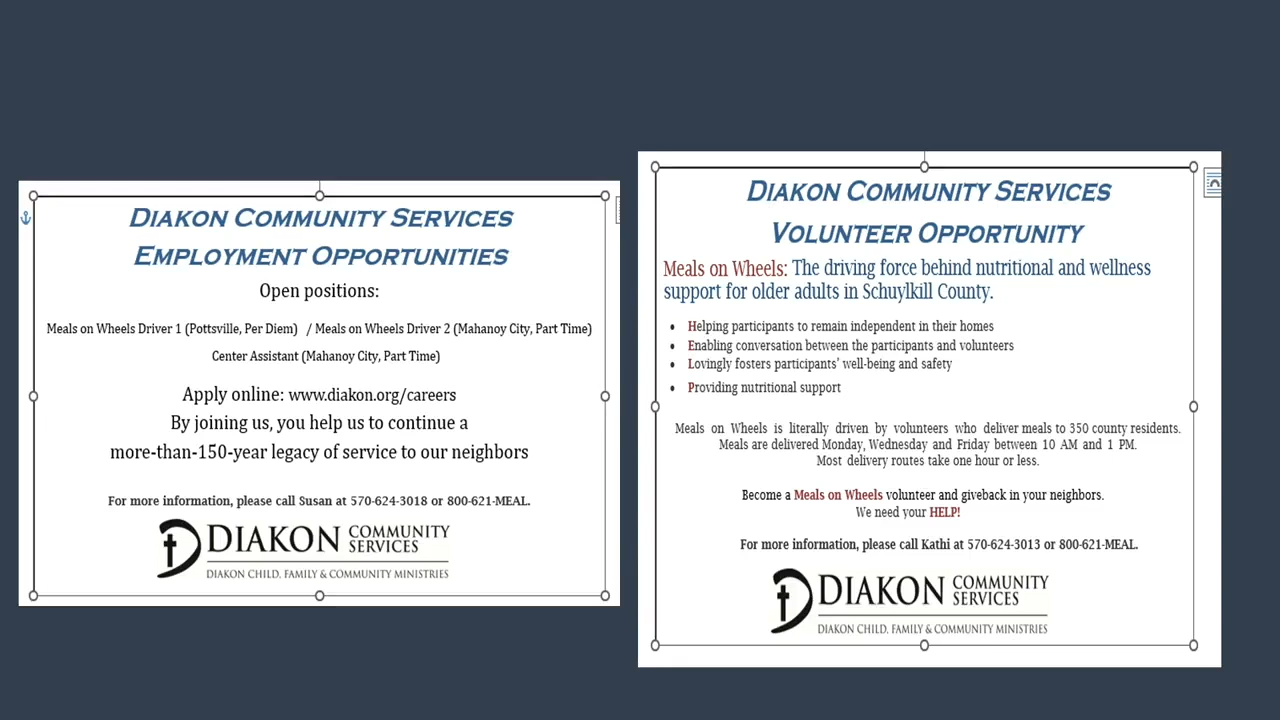 DIAKON COMMUNITY SERVICES
EMPLOYMENT OPPORTUNITIES
Open positions:
Meals on Wheels Driver 1 (Pottsville, Per Diem) / Meals on Wheels Driver 2 (Mahanoy City, Part Time)
Center Assistant (Mahanoy City, Part Time)
Apply online: www.diakon.org/careers
By joining us, you help us to continue a
more-than-150-year legacy of service to our neighbors
For more information, please call Susan at 570-624-3018 or 800-621-MEAL.
DIAKON COMMUNITY SERVICES
DIAKON CHILD, FAMILY & COMMUNITY MINISTRIES
DIAKON COMMUNITY SERVICES
VOLUNTEER OPPORTUNITY
Meals on Wheels: The driving force behind nutritional and wellness
support for older adults in Schuylkill County.
• Helping participants to remain independent in their homes
• Enabling conversation between the participants and volunteers
• Lovingly fosters participants' well-being and safety
• Providing nutritional support
Meals on Wheels is literally driven by volunteers who deliver meals to 350 county residents.
Meals are delivered Monday, Wednesday and Friday between 10 AM and 1 PM.
Most delivery routes take one hour or less.
Become a Meals on Wheels volunteer and giveback in your neighbors.
We need your HELP!
For more information, please call Kathi at 570-624-3013 or 800-621-MEAL.
DIAKON COMMUNITY SERVICES
DIAKON CHILD, FAMILY & COMMUNITY MINISTRIES